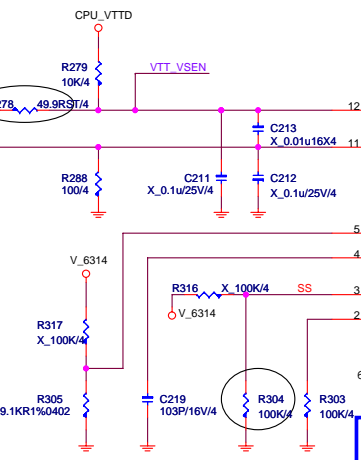 CPU_VTTD
R279
10K/4
VTT_VSEN
278
49.9RST/4
12
C213
X_0.01u16X4
11
R288
100/4
C211
X_0.1u/25V/4
C212
X_0.1u/25V/4
5
V_6314
4
R316
X_100K/4
SS
3
V_6314
2
R317
X_100K/4
6
R305
9.1KR1%0402
C219
103P/16V/4
R304
100K/4
R303
100K/4